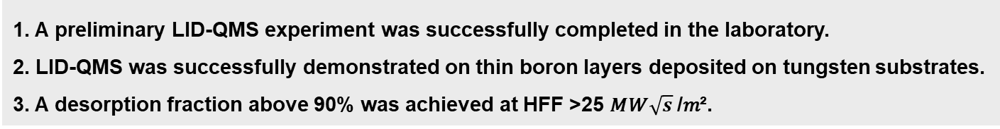 1. A preliminary LID-QMS experiment was successfully completed in the laboratory.
2. LID-QMS was successfully demonstrated on thin boron layers deposited on tungsten substrates.
3. A desorption fraction above 90% was achieved at HFF >25 MW√s /m².